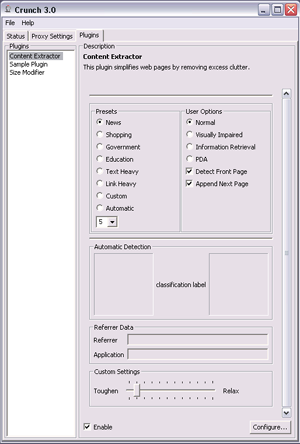 Crunch 3.0
File Help
Status Proxy Settings Plugins
Plugins
Content Extractor
Sample Plugin
Size Modifier
Description
Content Extractor
This plugin simplifies web pages by removing excess clutter.
Presets
News
Shopping
Government
Education
Text Heavy
Link Heavy
Custom
Automatic
5
User Options
Normal
Visually Impaired
Information Retrieval
PDA
Detect Front Page
Append Next Page
Automatic Detection
classification label
Referrer Data
Referrer
Application
Custom Settings
Toughen Relax
Enable Configure...